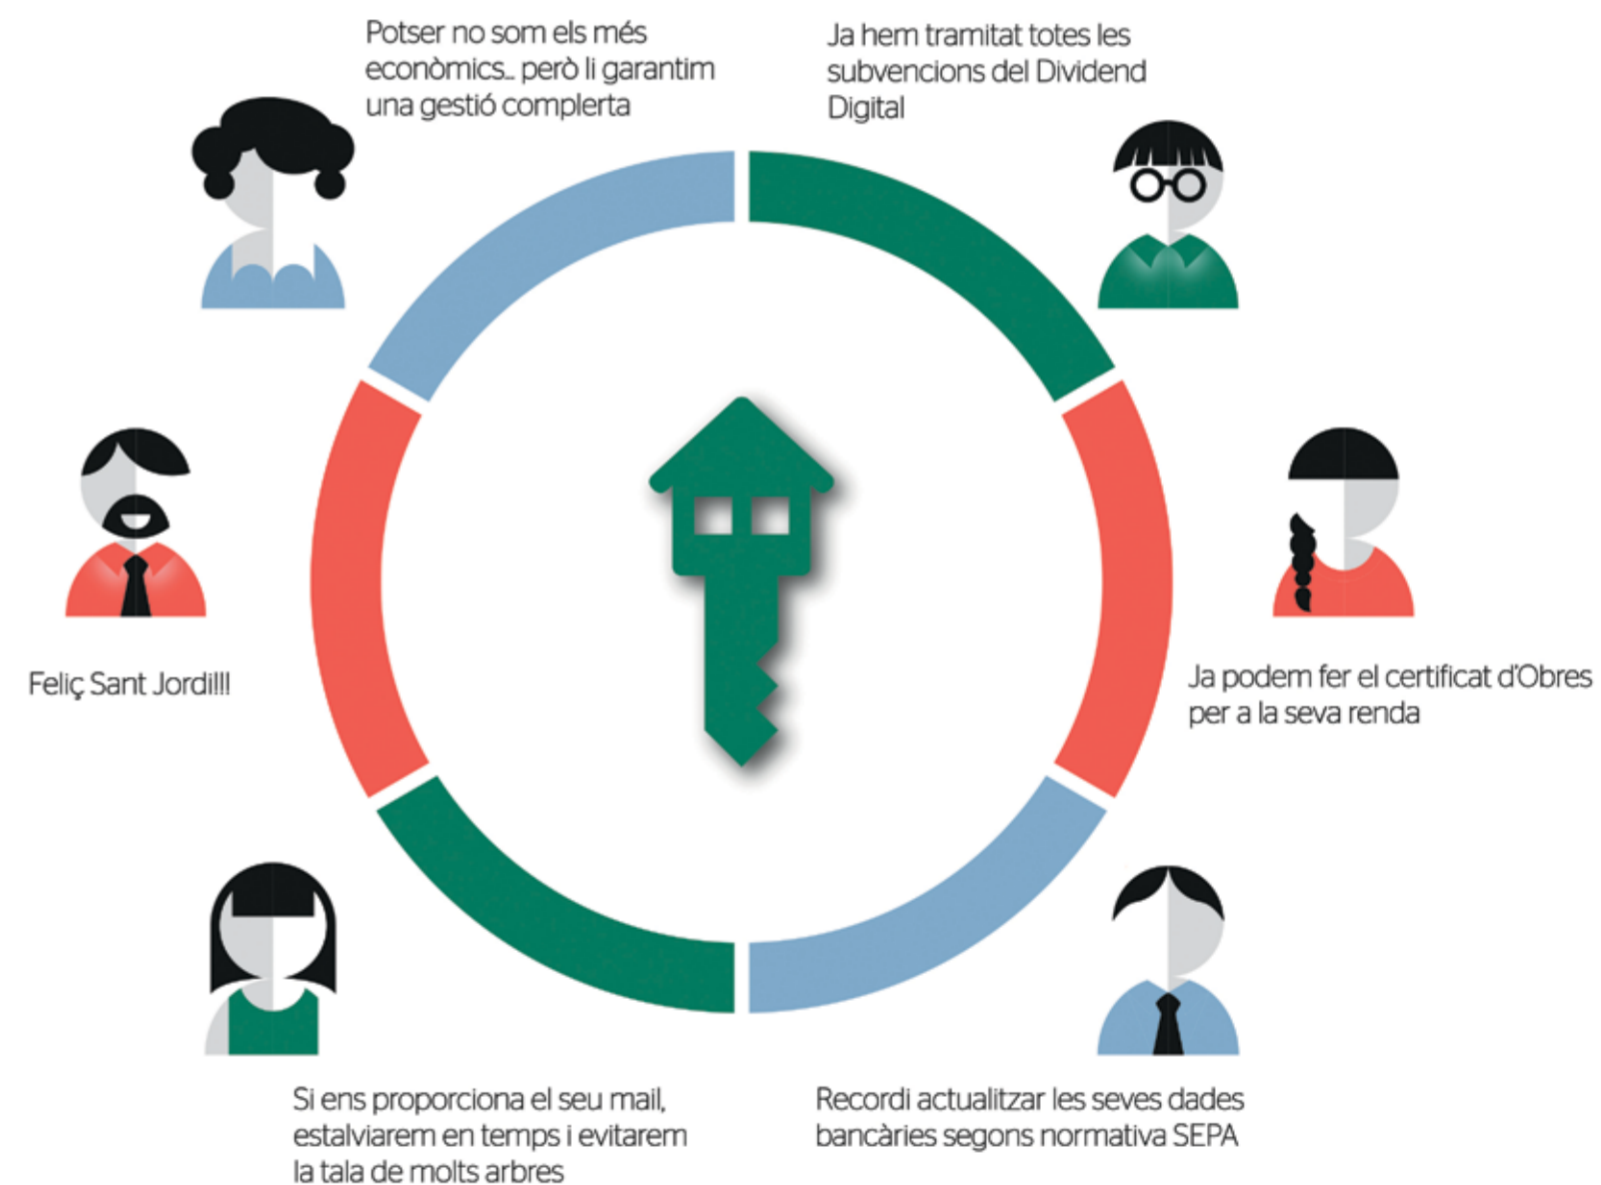 Potser no som els més
econòmics... però li garantim
una gestió complerta
Ja hem tramitat totes les
subvencions del Dividend
Digital
Feliç Sant Jordi!!!
Ja podem fer el certificat d'Obres
per a la seva renda
Si ens proporciona el seu mail,
estalviarem en temps i evitarem
la tala de molts arbres
Recordi actualitzar les seves dades
bancàries segons normativa SEPA